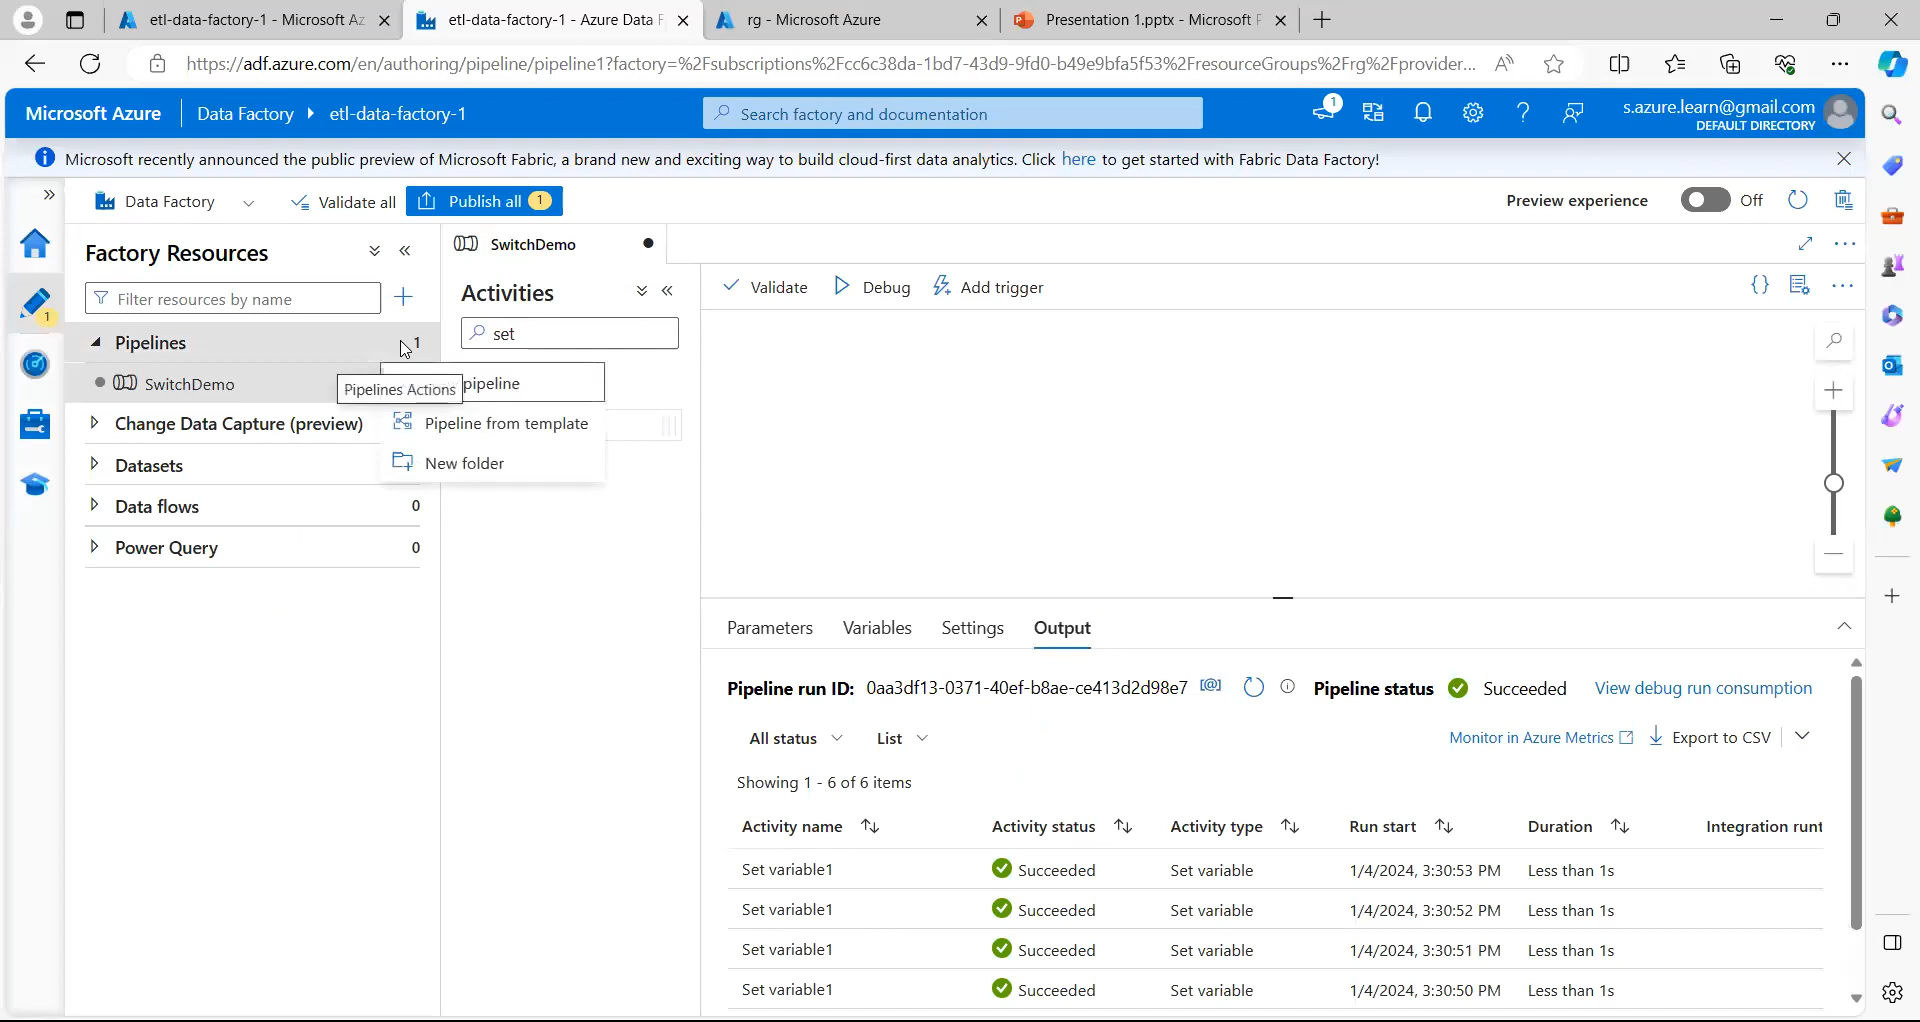 etl-data-factory-1 - Microsoft Az
etl-data-factory-1 - Azure Data F
rg - Microsoft Azure
Presentation 1.pptx - Microsoft P
https://adf.azure.com/en/authoring/pipeline/pipeline1?factory=%2Fsubscriptions%2Fcc6c38da-1bd7-43d9-9fd0-b49e9bfa5f53%2FresourceGroups%2Frg%2Fprovider...
Microsoft Azure
Data Factory
etl-data-factory-1
Search factory and documentation
1
s.azure.learn@gmail.com
DEFAULT DIRECTORY
Microsoft recently announced the public preview of Microsoft Fabric, a brand new and exciting way to build cloud-first data analytics. Click here to get started with Fabric Data Factory!
Data Factory
Validate all
Publish all 1
Preview experience
Off
Factory Resources
Filter resources by name
1
Pipelines 1
SwitchDemo
Pipelines Actions
pipeline
Pipeline from template
New folder
Change Data Capture (preview)
Datasets
Data flows 0
Power Query 0
SwitchDemo
Activities
set
Validate
Debug
Add trigger
Parameters
Variables
Settings
Output
Pipeline run ID: 0aa3df13-0371-40ef-b8ae-ce413d2d98e7
Pipeline status Succeeded
View debug run consumption
All status
List
Monitor in Azure Metrics
Export to CSV
Showing 1 - 6 of 6 items
Activity name Activity status Activity type Run start Duration Integration runt
Set variable1 Succeeded Set variable 1/4/2024, 3:30:53 PM Less than 1s
Set variable1 Succeeded Set variable 1/4/2024, 3:30:52 PM Less than 1s
Set variable1 Succeeded Set variable 1/4/2024, 3:30:51 PM Less than 1s
Set variable1 Succeeded Set variable 1/4/2024, 3:30:50 PM Less than 1s